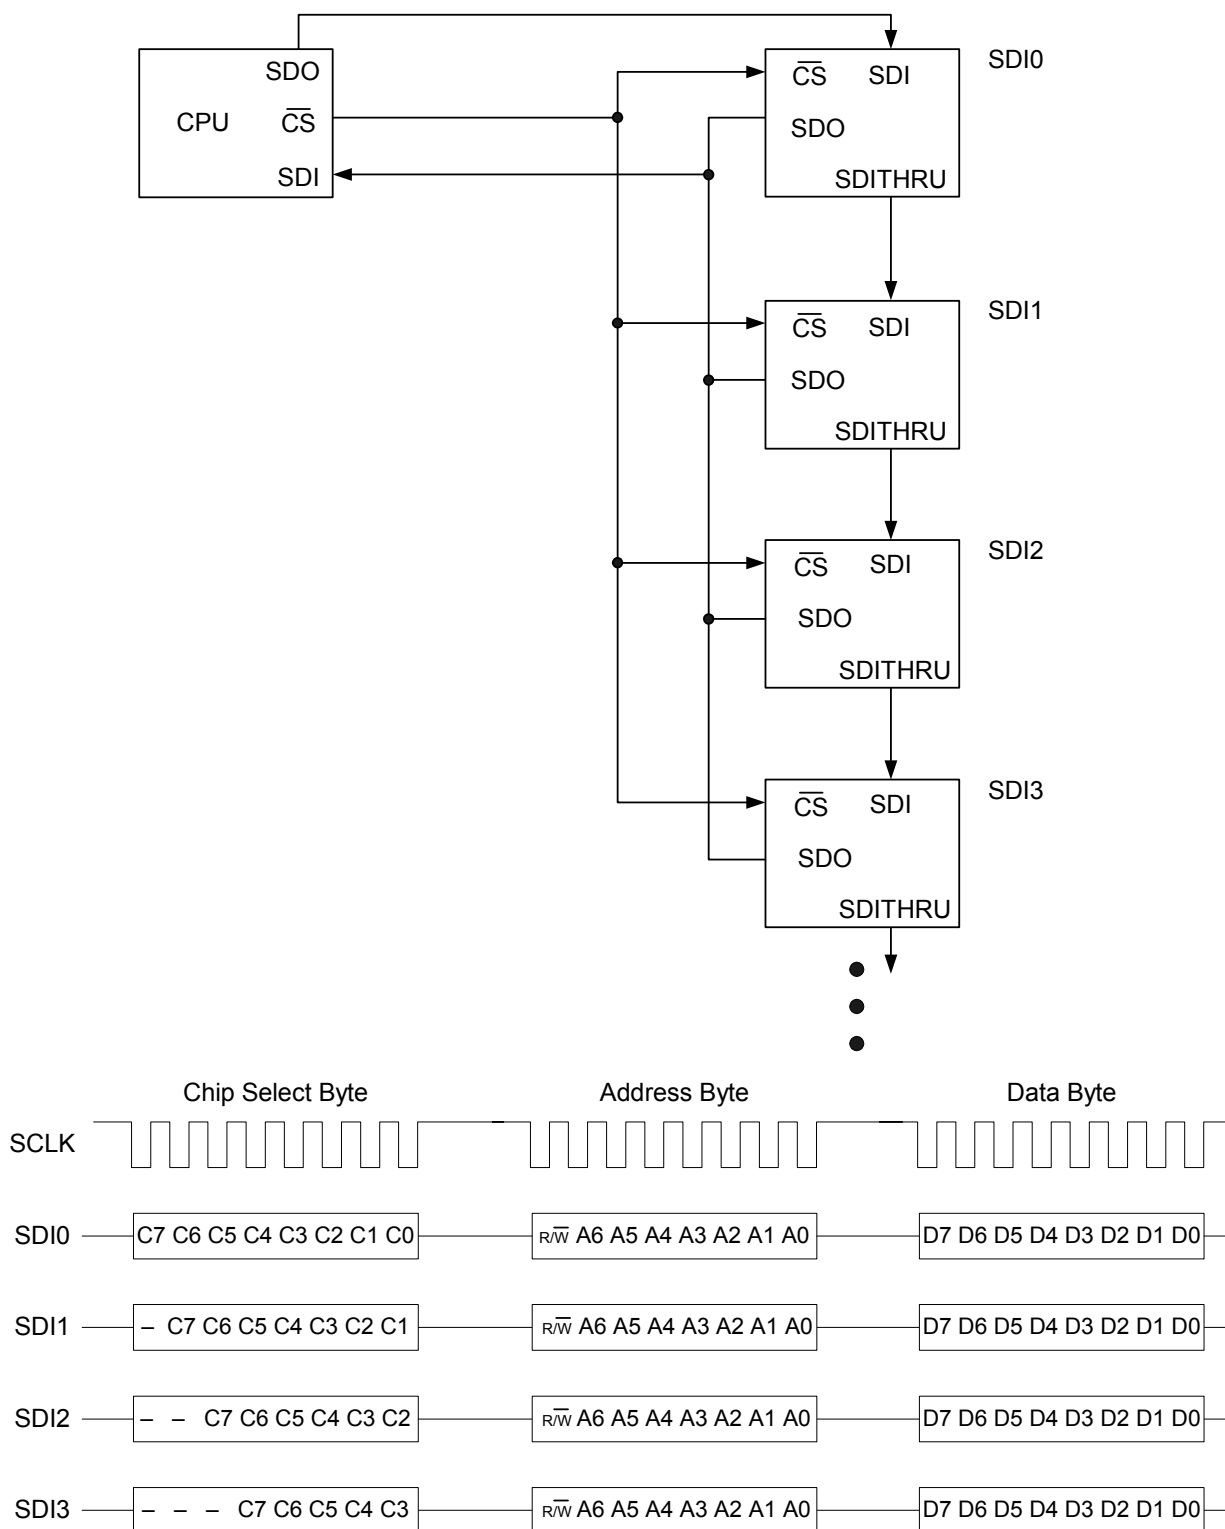 SDO
CPU
CS
SDI
CS SDI
SDO
SDITHRU
SDI0
CS SDI
SDO
SDITHRU
SDI1
CS SDI
SDO
SDITHRU
SDI2
CS SDI
SDO
SDITHRU
SDI3
Chip Select Byte Address Byte Data Byte
SCLK
SDI0 C7 C6 C5 C4 C3 C2 C1 C0 R/W A6 A5 A4 A3 A2 A1 A0 D7 D6 D5 D4 D3 D2 D1 D0
SDI1 – C7 C6 C5 C4 C3 C2 C1 R/W A6 A5 A4 A3 A2 A1 A0 D7 D6 D5 D4 D3 D2 D1 D0
SDI2 – – C7 C6 C5 C4 C3 C2 R/W A6 A5 A4 A3 A2 A1 A0 D7 D6 D5 D4 D3 D2 D1 D0
SDI3 – – – C7 C6 C5 C4 C3 R/W A6 A5 A4 A3 A2 A1 A0 D7 D6 D5 D4 D3 D2 D1 D0